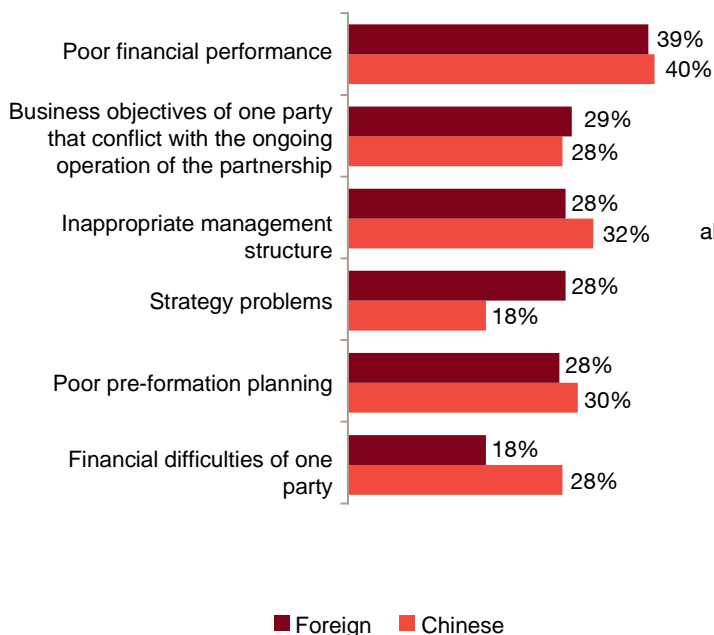 Poor financial performance
39%
40%
Business objectives of one party
that conflict with the ongoing
operation of the partnership
29%
28%
Inappropriate management
structure
28%
32%
Strategy problems
28%
18%
Poor pre-formation planning
28%
30%
Financial difficulties of one
party
18%
28%
Foreign Chinese